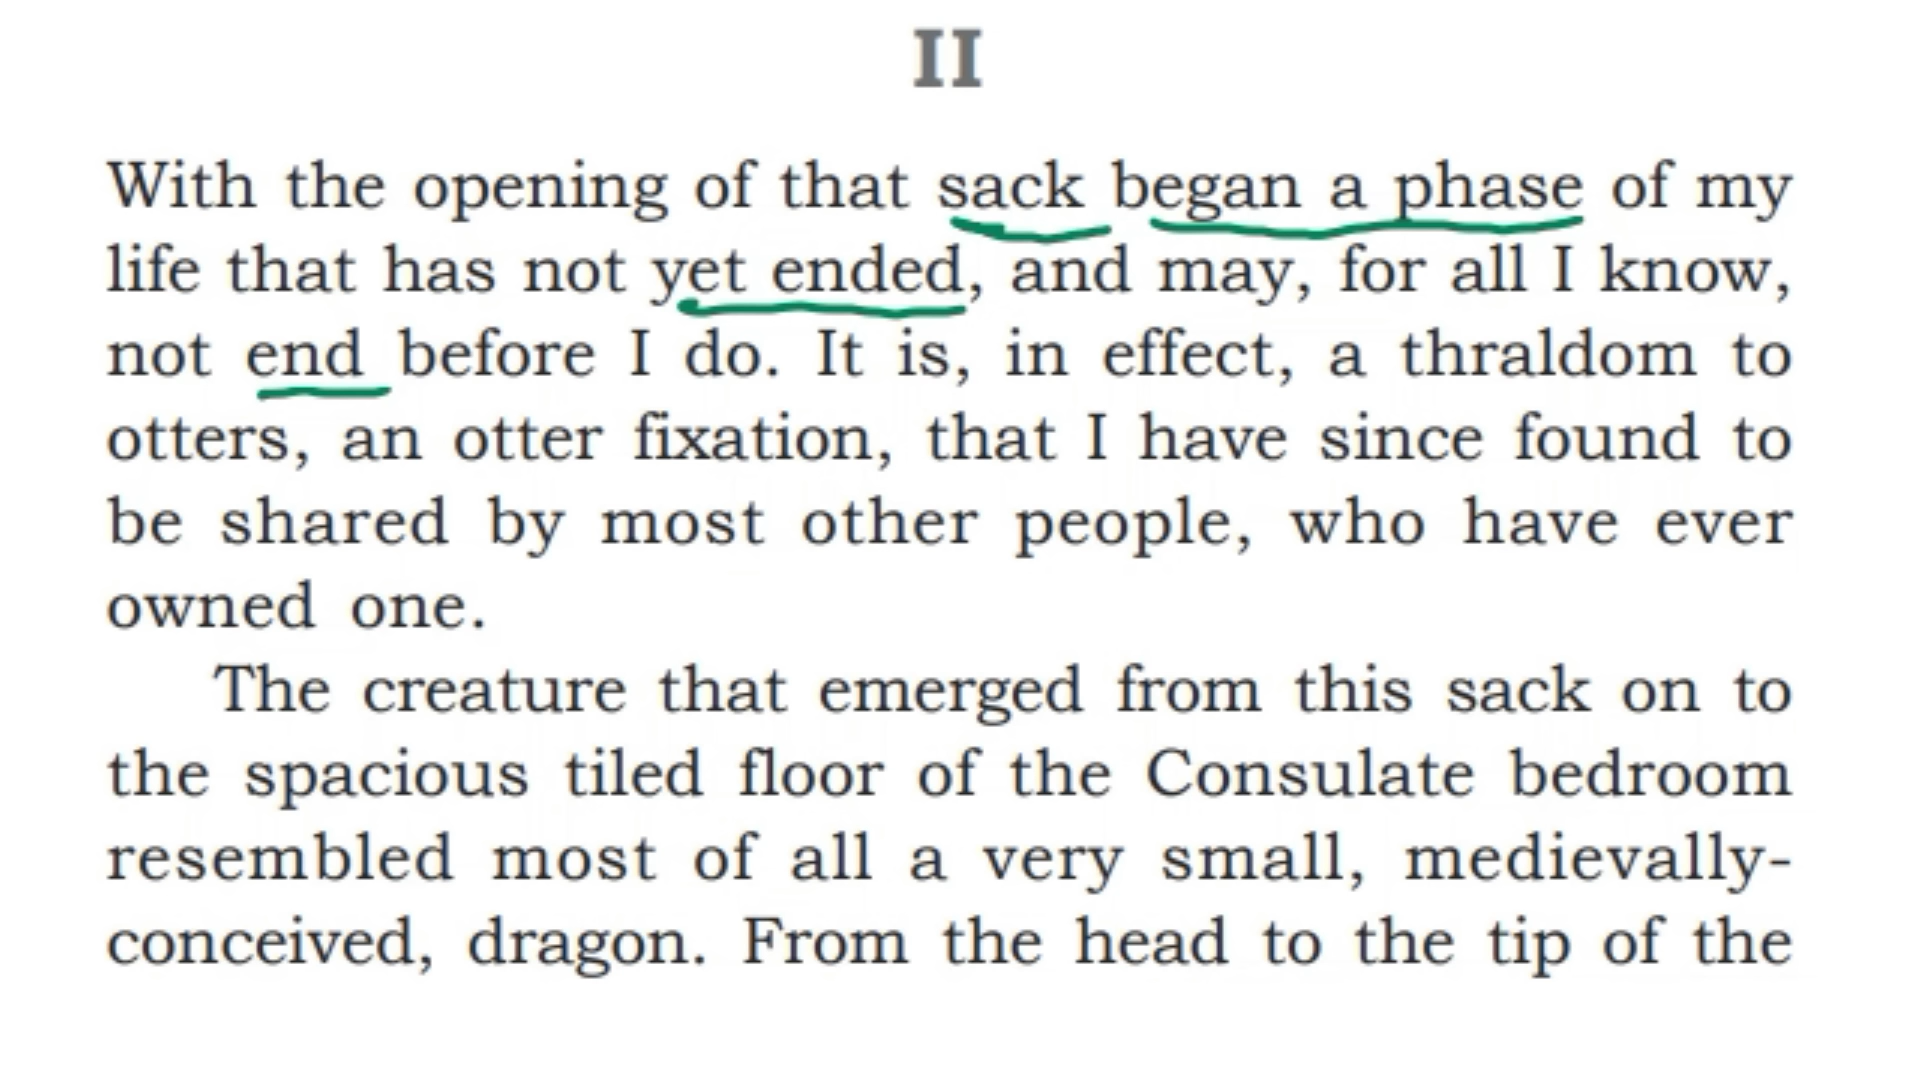 II
With the opening of that sack began a phase of my
life that has not yet ended, and may, for all I know,
not end before I do. It is, in effect, a thraldom to
otters, an otter fixation, that I have since found to
be shared by most other people, who have ever
owned one.
The creature that emerged from this sack on to
the spacious tiled floor of the Consulate bedroom
resembled most of all a very small, medievally-
conceived, dragon. From the head to the tip of the